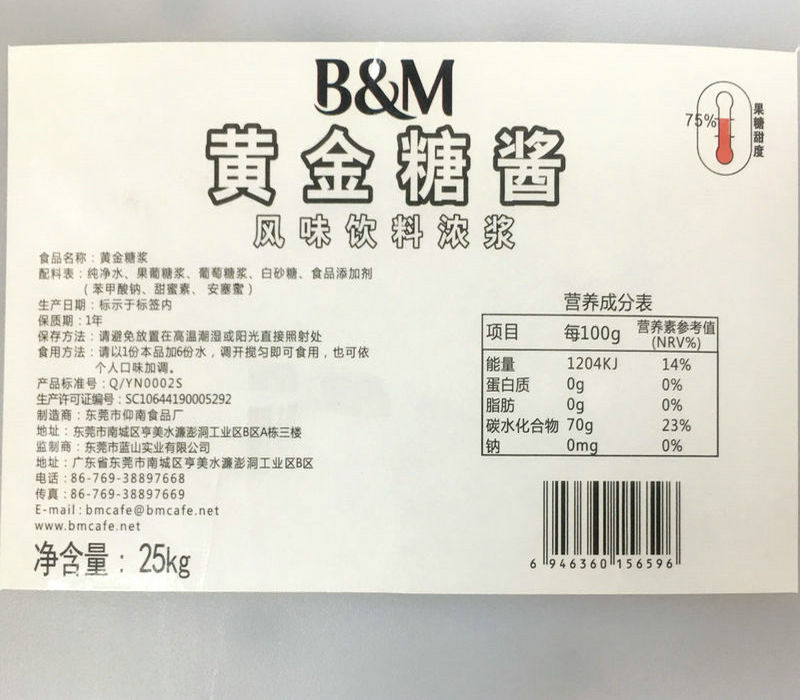 B&M
黄金糖酱
风味饮料浓浆
75%
果糖甜度
食品名称：黄金糖浆
配料表：纯净水、果葡糖浆、葡萄糖浆、白砂糖、食品添加剂
（苯甲酸钠、甜蜜素、安塞蜜）
生产日期：标示于标签内
保质期：1年
保存方法：请避免放置在高温潮湿或阳光直接照射处
食用方法：请以1份本品加6份水，调开搅匀即可食用，也可依
个人口味加调。
产品标准号：Q/YN0002S
生产许可证编号：SC10644190005292
制造商：东莞市仰南食品厂
地址：东莞市南城区亨美水濂澎洞工业区B区A栋三楼
监制商：东莞市蓝山实业有限公司
地址：广东省东莞市南城区亨美水濂澎洞工业区B区
电话：86-769-38897668
传真：86-769-38897669
E-mail:bmcafe@bmcafe.net
www.bmcafe.net
净含量：25kg
营养成分表
项目 每100g 营养素参考值(NRV%)
能量 1204KJ 14%
蛋白质 0g 0%
脂肪 0g 0%
碳水化合物 70g 23%
钠 0mg 0%
6 946360 156596